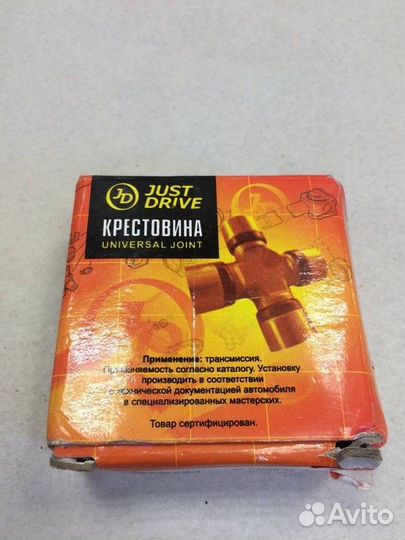 JD JUST
DRIVE
КРЕСТОВИНА
UNIVERSAL JOINT
Применение: трансмиссия.
Применяемость согласно каталогу. Установку
производить в соответствии
с технической документацией автомобиля
в специализированных мастерских.
Товар сертифицирован.
Avito